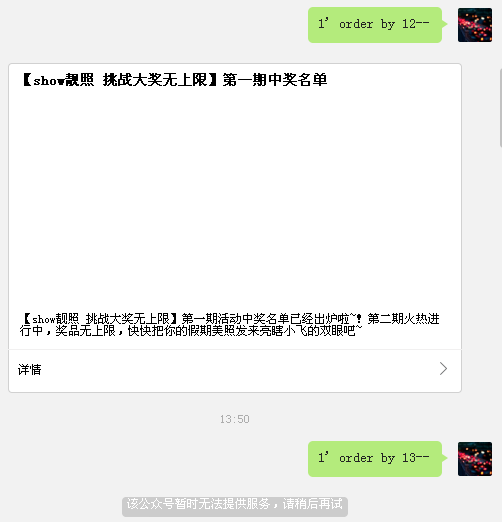 1' order by 12--
【show靓照 挑战大奖无上限】第一期中奖名单
【show靓照 挑战大奖无上限】第一期活动中奖名单已经出炉啦~! 第二期火热进
行中，奖品无上限，快快把你的假期美照发来亮瞎小飞的双眼吧~
详情
13:50
1' order by 13--
该公众号暂时无法提供服务，请稍后再试